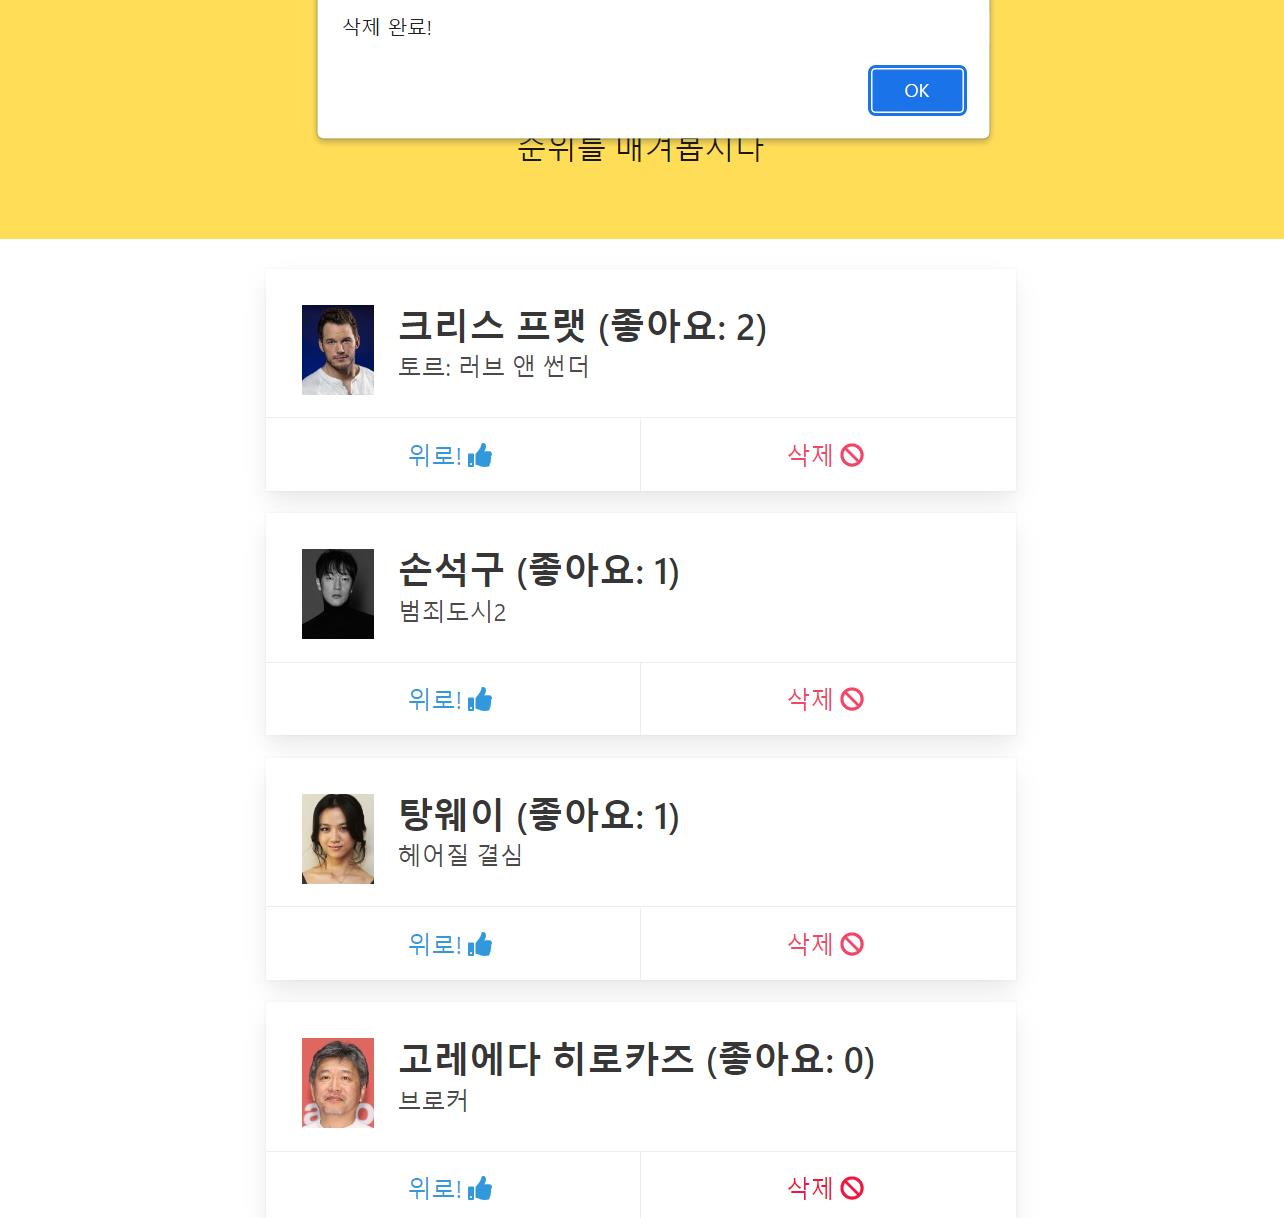 삭제 완료!
OK
순위를 매겨봅시다
크리스 프랫 (좋아요: 2)
토르: 러브 앤 썬더
위로!
삭제
손석구 (좋아요: 1)
범죄도시2
위로!
삭제
탕웨이 (좋아요: 1)
헤어질 결심
위로!
삭제
고레에다 히로카즈 (좋아요: 0)
브로커
위로!
삭제